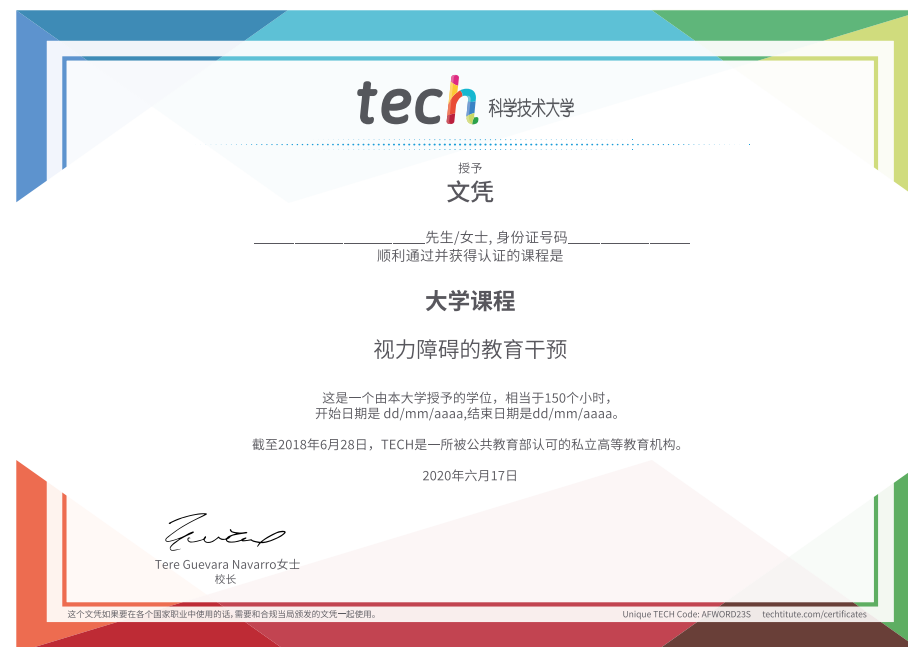 tech 科学技术大学
授予
文凭
先生/女士, 身份证号码
顺利通过并获得认证的课程是
大学课程
视力障碍的教育干预
这是一个由本大学授予的学位，相当于150个小时，
开始日期是 dd/mm/aaaa,结束日期是dd/mm/aaaa。
截至2018年6月28日，TECH是一所被公共教育部认可的私立高等教育机构。
2020年六月17日
Tere Guevara Navarro女士
校长
这个文凭如果要在各个国家职业中使用的话,需要和合规当局颁发的文凭一起使用。
Unique TECH Code: AFWORD23S techtitute.com/certificates